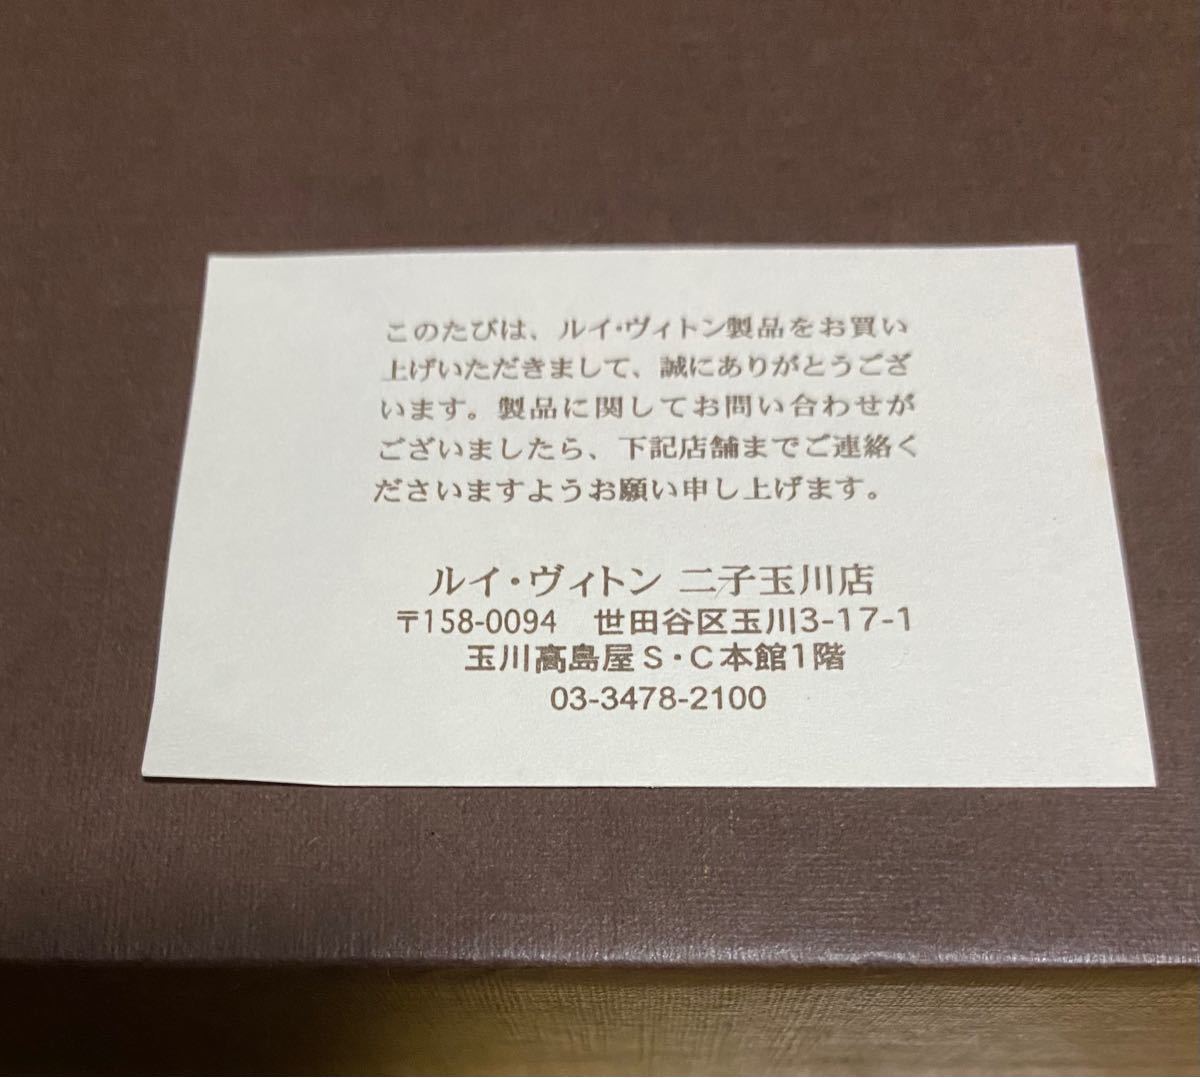 このたびは、ルイ・ヴィトン製品をお買い
上げいただきまして、誠にありがとうござ
います。製品に関してお問い合わせが
ございましたら、下記店舗までご連絡く
ださいますようお願い申し上げます。
ルイ・ヴィトン 二子玉川店
〒158-0094　世田谷区玉川3-17-1
玉川髙島屋S・C本館1階
03-3478-2100